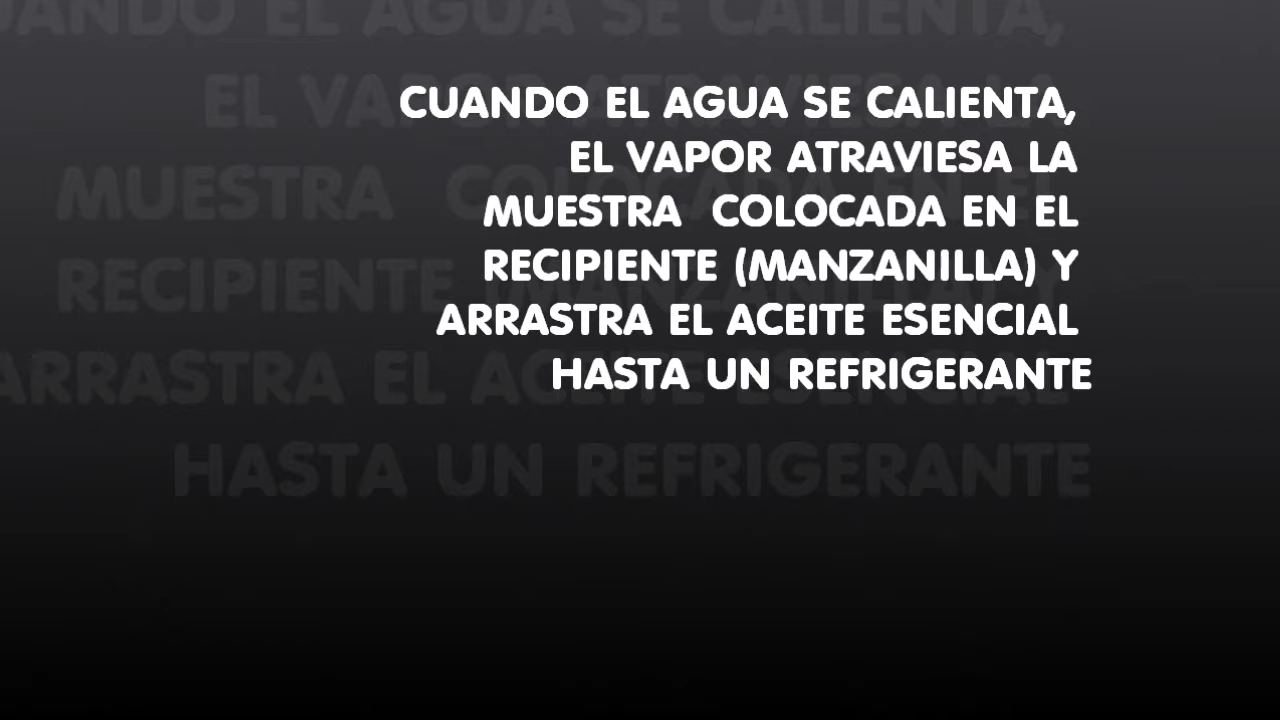 CUANDO EL AGUA SE CALIENTA,
EL VAPOR ATRAVIESA LA
MUESTRA COLOCADA EN EL
RECIPIENTE (MANZANILLA) Y
ARRASTRA EL ACEITE ESENCIAL
HASTA UN REFRIGERANTE